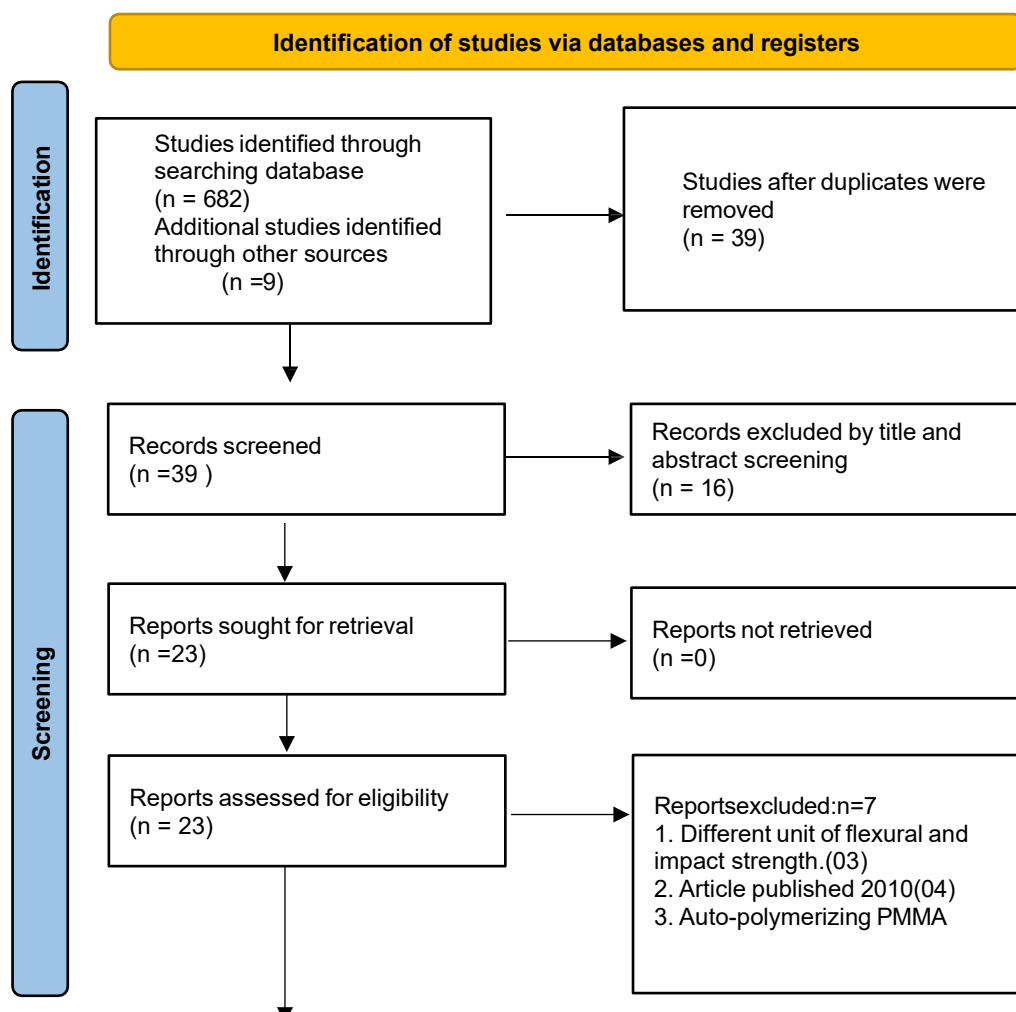 Identification of studies via databases and registers
Identification
Studies identified through
searching database
(n = 682)
Additional studies identified
through other sources
(n =9)
Studies after duplicates were
removed
(n = 39)
Screening
Records screened
(n =39 )
Records excluded by title and
abstract screening
(n = 16)
Reports sought for retrieval
(n =23)
Reports not retrieved
(n =0)
Reports assessed for eligibility
(n = 23)
Reportsexcluded:n=7
1. Different unit of flexural and
impact strength.(03)
2. Article published 2010(04)
3. Auto-polymerizing PMMA